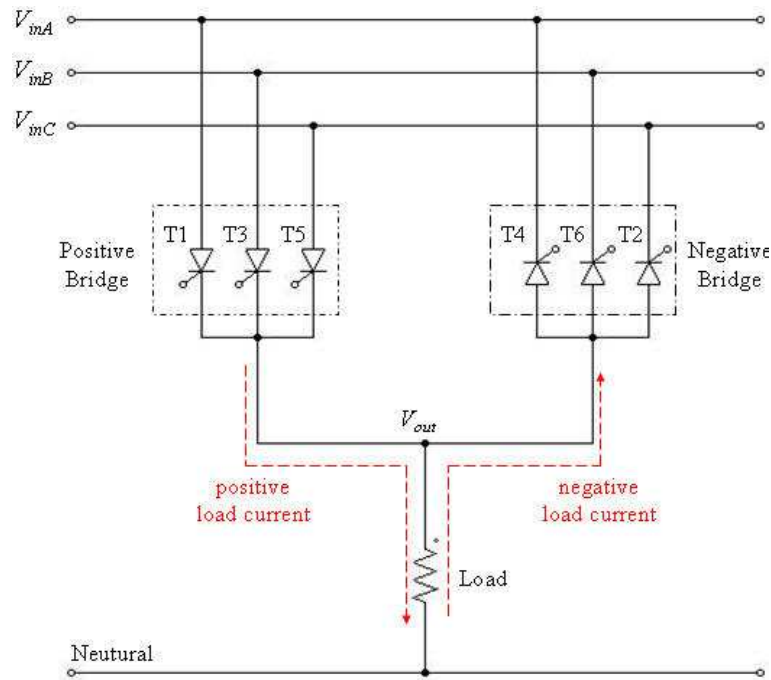 VinA
VinB
VinC
T1 T3 T5
T4 T6 T2
Positive
Bridge
Negative
Bridge
Vout
positive
load current
negative
load current
Load
Neutural